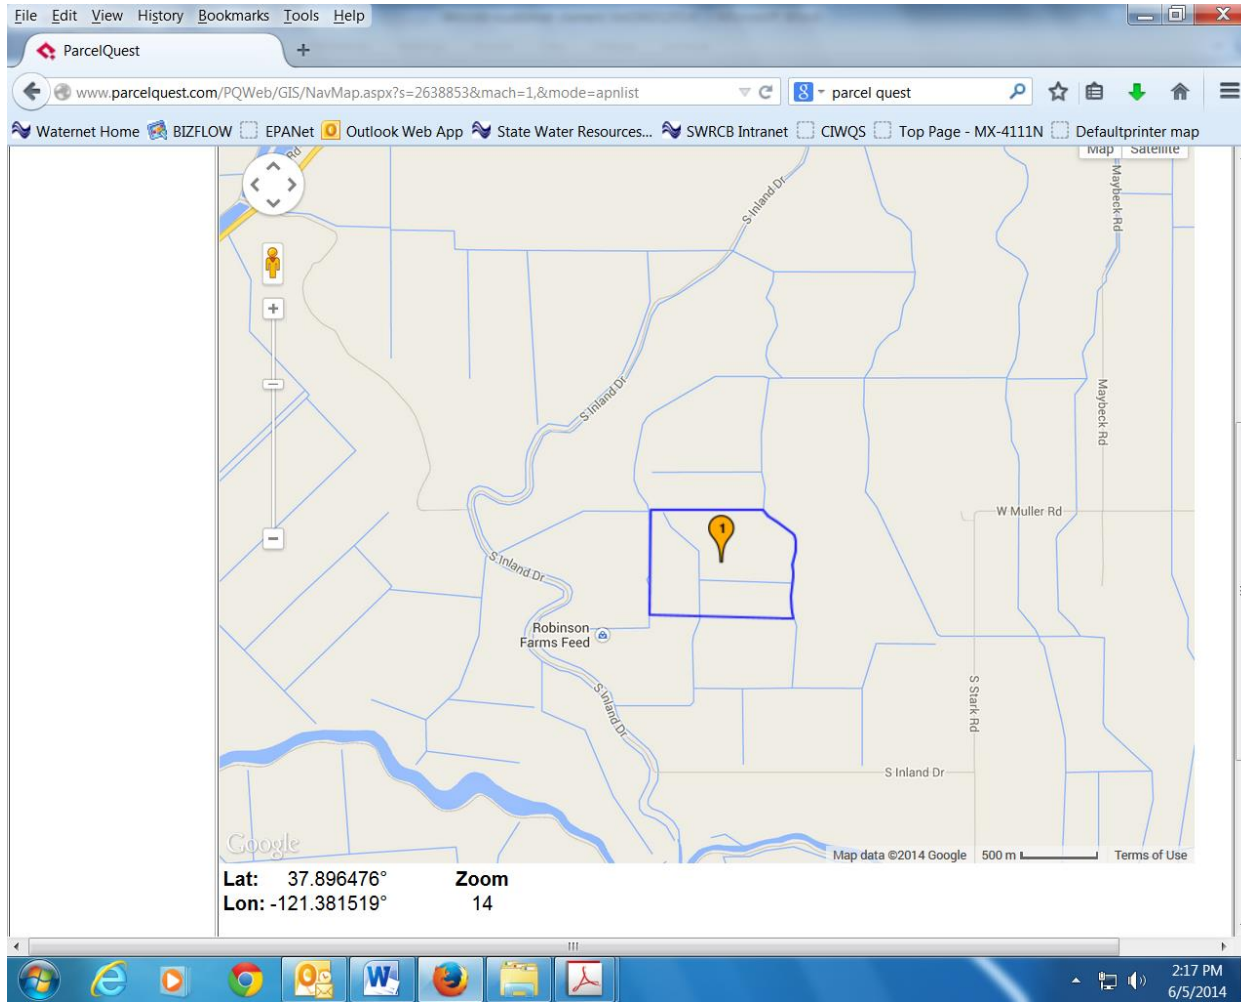 File Edit View History Bookmarks Tools Help
ParcelQuest
www.parcelquest.com/PQWeb/GIS/NavMap.aspx?s=2638853&mach=1,&mode=apnlist
parcel quest
Waternet Home BIZFLOW EPANet Outlook Web App State Water Resources... SWRCB Intranet CIWQS Top Page - MX-4111N Defaultprinter map
Map Satellite
Rd
S Inland Dr
Maybeck Rd
S Inland Dr
Maybeck Rd
W Muller Rd
1
S Inland Dr
Robinson
Farms Feed
S Inland Dr
S Stark Rd
S Inland Dr
Google
Map data ©2014 Google 500 m Terms of Use
Lat: 37.896476° Zoom
Lon: -121.381519° 14
2:17 PM
6/5/2014